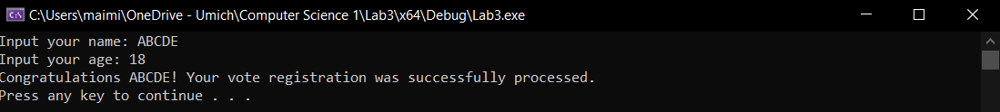 C:\Users\maimi\OneDrive - Umich\Computer Science 1\Lab3\x64\Debug\Lab3.exe
Input your name: ABCDE
Input your age: 18
Congratulations ABCDE! Your vote registration was successfully processed.
Press any key to continue . . .